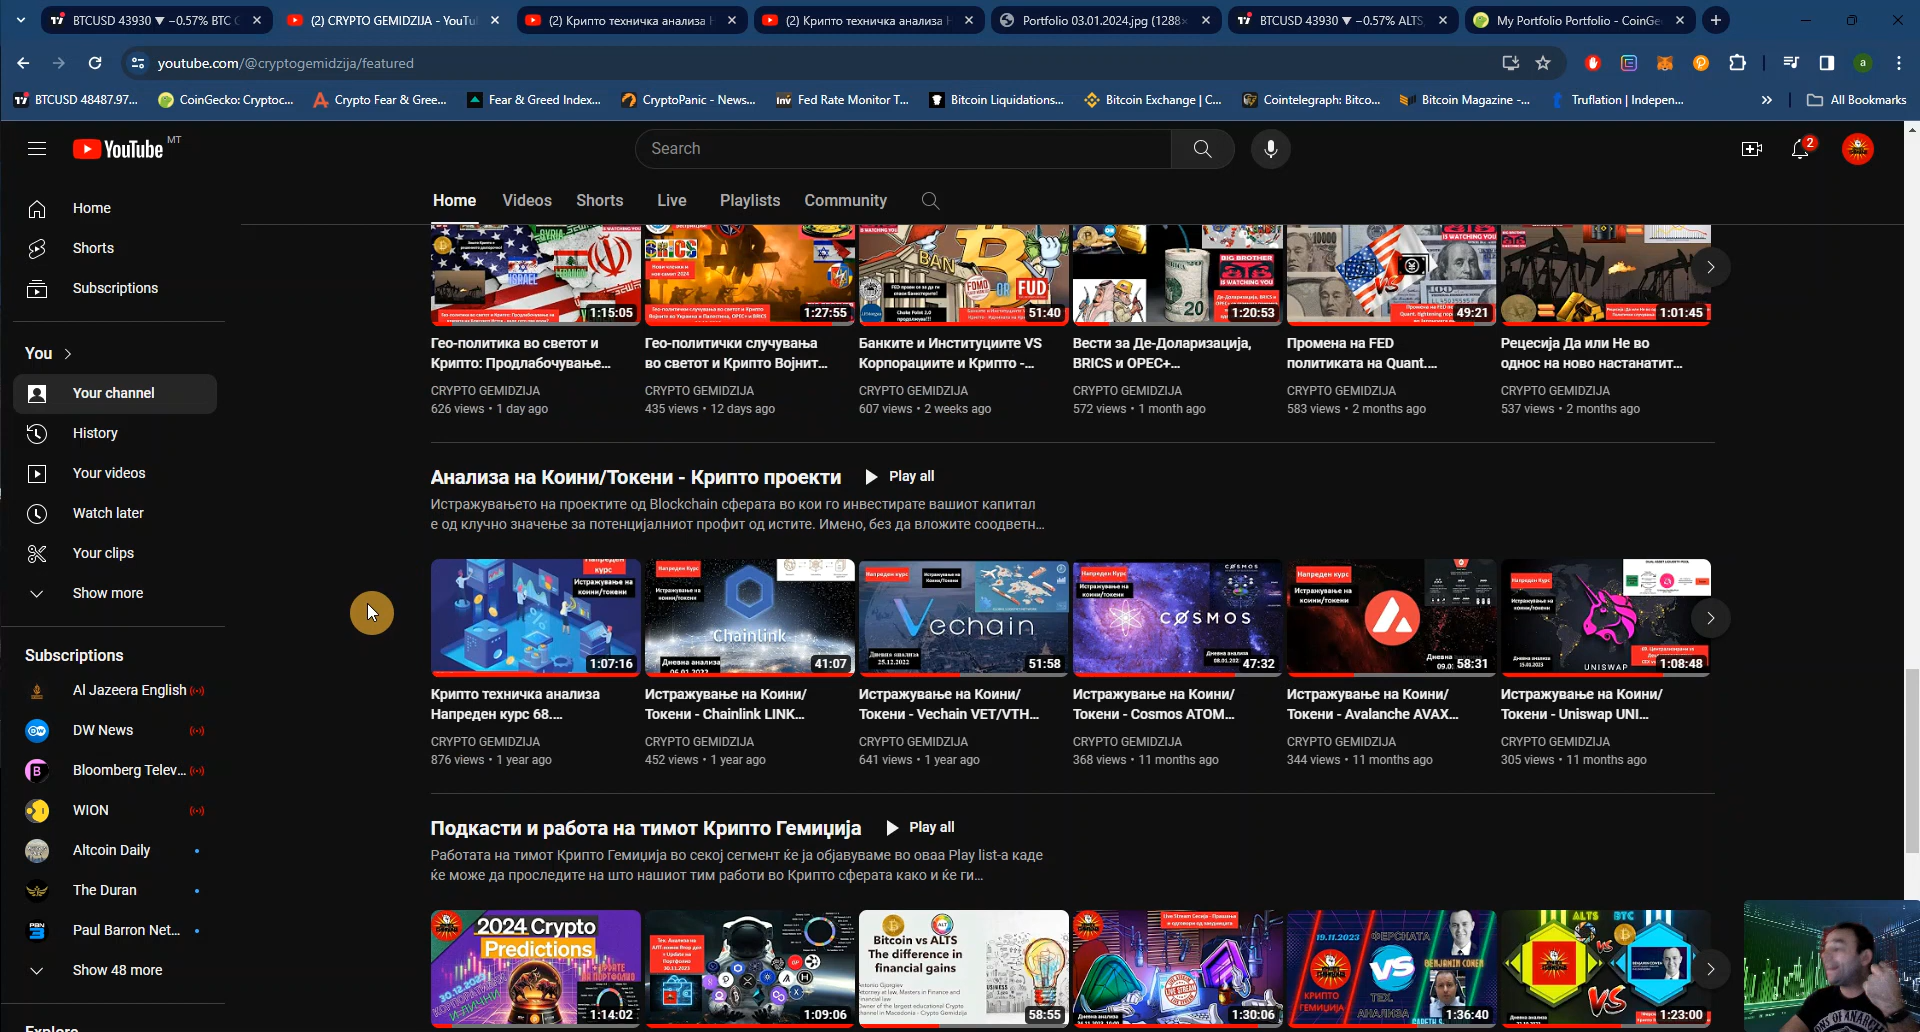 BTCUSD 43930 ▼ −0.57% BTC
(2) CRYPTO GEMIDZIJA - YouTu
(2) Крипто техничка анализа
(2) Крипто техничка анализа
Portfolio 03.01.2024.jpg (1288
BTCUSD 43930 ▼ −0.57% ALTS
My Portfolio Portfolio - CoinGe
youtube.com/@cryptogemidzija/featured
BTCUSD 48487.97...
CoinGecko: Cryptoc...
Crypto Fear & Gree...
Fear & Greed Index...
CryptoPanic - News...
Fed Rate Monitor T...
Bitcoin Liquidations...
Bitcoin Exchange | C...
Cointelegraph: Bitco...
Bitcoin Magazine -...
Truflation | Indepen...
» All Bookmarks
YouTube MT
Search
2
Home
Shorts
Subscriptions
You
Your channel
History
Your videos
Watch later
Your clips
Show more
Subscriptions
Al Jazeera English
DW News
Bloomberg Telev...
WION
Altcoin Daily
The Duran
Paul Barron Net...
Show 48 more
Explore
Home Videos Shorts Live Playlists Community
1:15:05
1:27:55
51:40
1:20:53
49:21
1:01:45
Гео-политика во светот и
Крипто: Продлабочување...
CRYPTO GEMIDZIJA
626 views • 1 day ago
Гео-политички случувања
во светот и Крипто Војнит...
CRYPTO GEMIDZIJA
435 views • 12 days ago
Банките и Институциите VS
Корпорациите и Крипто -...
CRYPTO GEMIDZIJA
607 views • 2 weeks ago
Вести за Де-Доларизација,
BRICS и OPEC+...
CRYPTO GEMIDZIJA
572 views • 1 month ago
Промена на FED
политиката на Quant....
CRYPTO GEMIDZIJA
583 views • 2 months ago
Рецесија Да или Не во
однос на ново настанатит...
CRYPTO GEMIDZIJA
537 views • 2 months ago
Анализа на Коини/Токени - Крипто проекти Play all
Истражувањето на проектите од Blockchain сферата во кои го инвестирате вашиот капитал
е од клучно значење за потенцијалниот профит од истите. Имено, без да вложите соодветн...
Chainlink
Vechain
COSMOS
UNISWAP
1:07:16
41:07
51:58
47:32
58:31
1:08:48
Крипто техничка анализа
Напреден курс 68....
CRYPTO GEMIDZIJA
876 views • 1 year ago
Истражување на Коини/
Токени - Chainlink LINK...
CRYPTO GEMIDZIJA
452 views • 1 year ago
Истражување на Коини/
Токени - Vechain VET/VTH...
CRYPTO GEMIDZIJA
641 views • 1 year ago
Истражување на Коини/
Токени - Cosmos ATOM...
CRYPTO GEMIDZIJA
368 views • 11 months ago
Истражување на Коини/
Токени - Avalanche AVAX...
CRYPTO GEMIDZIJA
344 views • 11 months ago
Истражување на Коини/
Токени - Uniswap UNI...
CRYPTO GEMIDZIJA
305 views • 11 months ago
Подкасти и работа на тимот Крипто Гемиџија Play all
Работата на тимот Крипто Гемиџија во секој сегмент ќе ја објавуваме во оваа Play list-а каде
ќе може да проследите на што нашиот тим работи во Крипто сферата како и ќе ги...
2024 Crypto
Predictions
1:14:02
1:09:06
Bitcoin vs ALTS
The difference in
financial gains
58:55
1:30:06
19.11.2023
VS
1:36:40
ALTS
VS
BTC
1:23:00